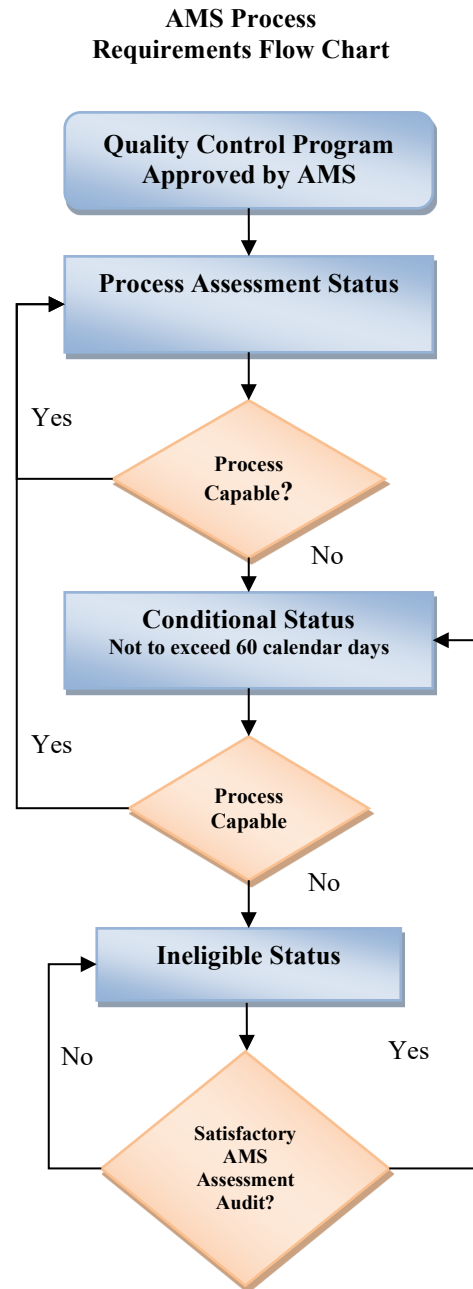 AMS Process
Requirements Flow Chart
Quality Control Program
Approved by AMS
Process Assessment Status
Yes
Process
Capable?
No
Conditional Status
Not to exceed 60 calendar days
Yes
Process
Capable
No
Ineligible Status
No
Yes
Satisfactory
AMS
Assessment
Audit?